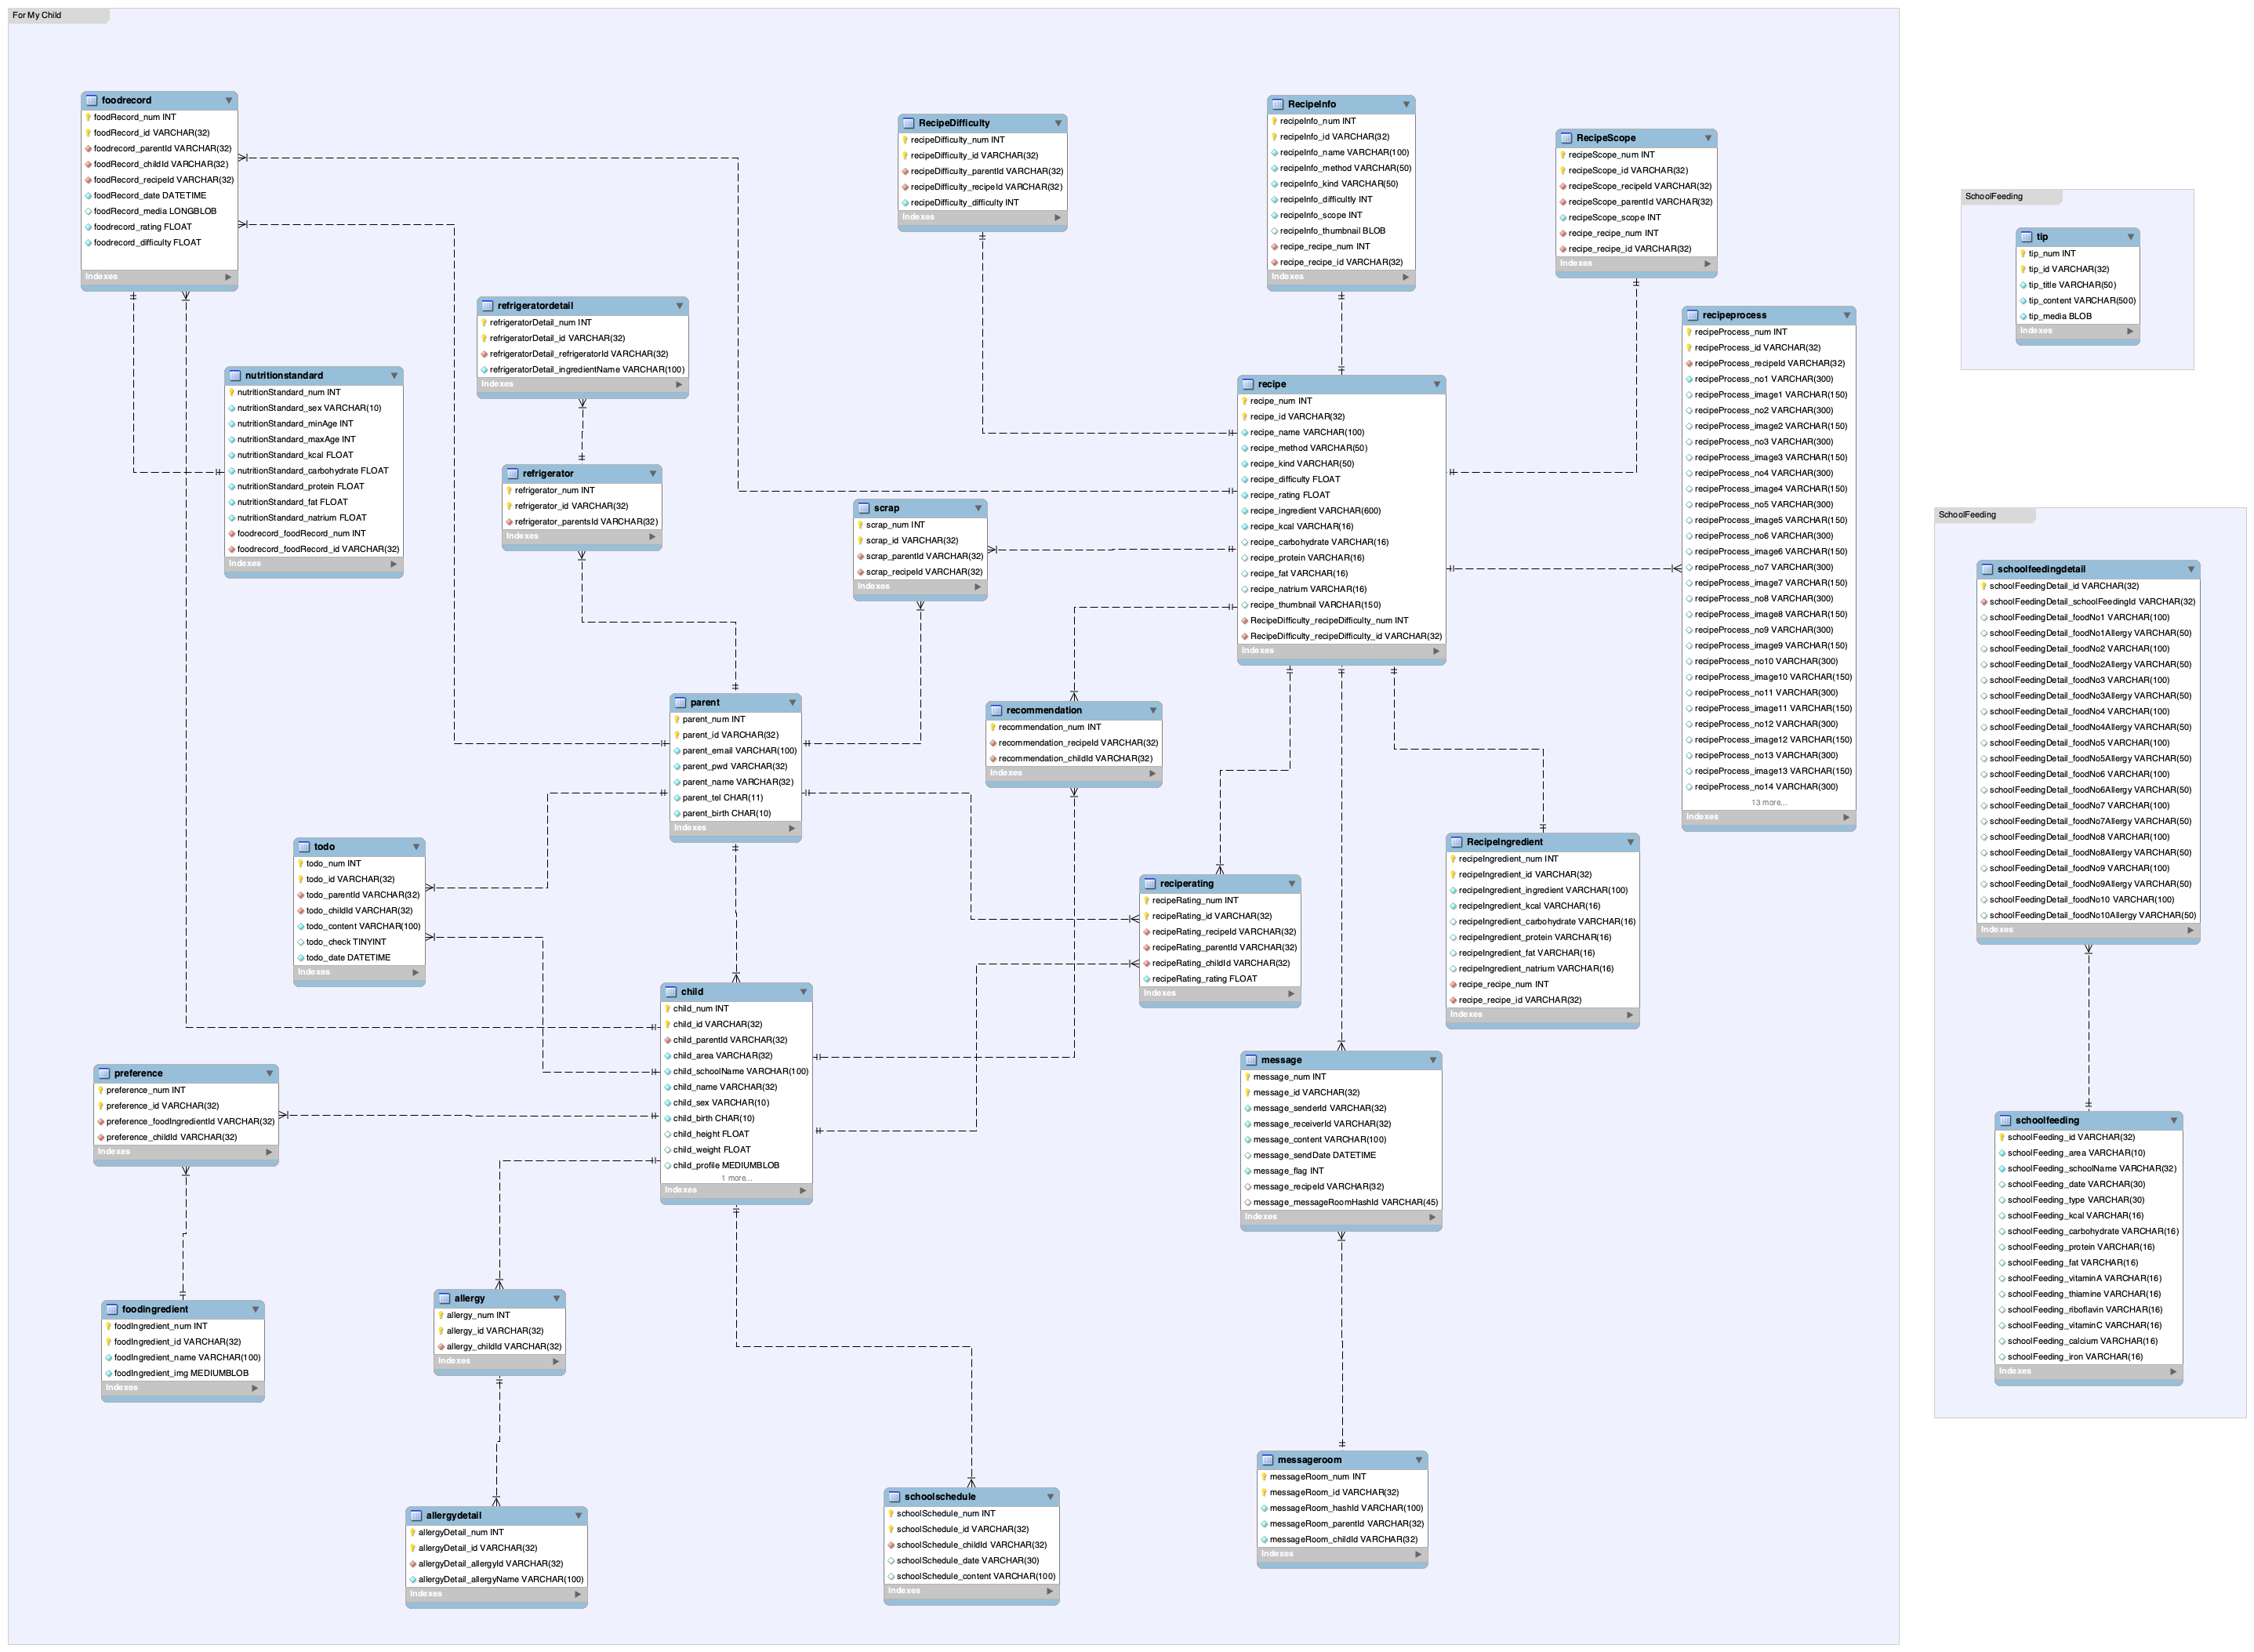 For My Child
foodrecord
foodRecord_num INT
foodRecord_id VARCHAR(32)
foodrecord_parentId VARCHAR(32)
foodRecord_childId VARCHAR(32)
foodRecord_recipeId VARCHAR(32)
foodRecord_date DATETIME
foodRecord_media LONGBLOB
foodrecord_rating FLOAT
foodrecord_difficulty FLOAT
Indexes
RecipeDifficulty
recipeDifficulty_num INT
recipeDifficulty_id VARCHAR(32)
recipeDifficulty_parentId VARCHAR(32)
recipeDifficulty_recipeId VARCHAR(32)
recipeDifficulty_difficulty INT
Indexes
RecipeInfo
recipeInfo_num INT
recipeInfo_id VARCHAR(32)
recipeInfo_name VARCHAR(100)
recipeInfo_method VARCHAR(50)
recipeInfo_kind VARCHAR(50)
recipeInfo_difficultly INT
recipeInfo_scope INT
recipeInfo_thumbnail BLOB
recipe_recipe_num INT
recipe_recipe_id VARCHAR(32)
Indexes
RecipeScope
recipeScope_num INT
recipeScope_id VARCHAR(32)
recipeScope_recipeId VARCHAR(32)
recipeScope_parentId VARCHAR(32)
recipeScope_scope INT
recipe_recipe_num INT
recipe_recipe_id VARCHAR(32)
Indexes
refrigeratordetail
refrigeratorDetail_num INT
refrigeratorDetail_id VARCHAR(32)
refrigeratorDetail_refrigeratorId VARCHAR(32)
refrigeratorDetail_ingredientName VARCHAR(100)
Indexes
nutritionstandard
nutritionStandard_num INT
nutritionStandard_sex VARCHAR(10)
nutritionStandard_minAge INT
nutritionStandard_maxAge INT
nutritionStandard_kcal FLOAT
nutritionStandard_carbohydrate FLOAT
nutritionStandard_protein FLOAT
nutritionStandard_fat FLOAT
nutritionStandard_natrium FLOAT
foodrecord_foodRecord_num INT
foodrecord_foodRecord_id VARCHAR(32)
Indexes
refrigerator
refrigerator_num INT
refrigerator_id VARCHAR(32)
refrigerator_parentsId VARCHAR(32)
Indexes
scrap
scrap_num INT
scrap_id VARCHAR(32)
scrap_parentId VARCHAR(32)
scrap_recipeId VARCHAR(32)
Indexes
recipe
recipe_num INT
recipe_id VARCHAR(32)
recipe_name VARCHAR(100)
recipe_method VARCHAR(50)
recipe_kind VARCHAR(50)
recipe_difficulty FLOAT
recipe_rating FLOAT
recipe_ingredient VARCHAR(600)
recipe_kcal VARCHAR(16)
recipe_carbohydrate VARCHAR(16)
recipe_protein VARCHAR(16)
recipe_fat VARCHAR(16)
recipe_natrium VARCHAR(16)
recipe_thumbnail VARCHAR(150)
RecipeDifficulty_recipeDifficulty_num INT
RecipeDifficulty_recipeDifficulty_id VARCHAR(32)
Indexes
recipeprocess
recipeProcess_num INT
recipeProcess_id VARCHAR(32)
recipeProcess_recipeId VARCHAR(32)
recipeProcess_no1 VARCHAR(300)
recipeProcess_image1 VARCHAR(150)
recipeProcess_no2 VARCHAR(300)
recipeProcess_image2 VARCHAR(150)
recipeProcess_no3 VARCHAR(300)
recipeProcess_image3 VARCHAR(150)
recipeProcess_no4 VARCHAR(300)
recipeProcess_image4 VARCHAR(150)
recipeProcess_no5 VARCHAR(300)
recipeProcess_image5 VARCHAR(150)
recipeProcess_no6 VARCHAR(300)
recipeProcess_image6 VARCHAR(150)
recipeProcess_no7 VARCHAR(300)
recipeProcess_image7 VARCHAR(150)
recipeProcess_no8 VARCHAR(300)
recipeProcess_image8 VARCHAR(150)
recipeProcess_no9 VARCHAR(300)
recipeProcess_image9 VARCHAR(150)
recipeProcess_no10 VARCHAR(300)
recipeProcess_image10 VARCHAR(150)
recipeProcess_no11 VARCHAR(300)
recipeProcess_image11 VARCHAR(150)
recipeProcess_no12 VARCHAR(300)
recipeProcess_image12 VARCHAR(150)
recipeProcess_no13 VARCHAR(300)
recipeProcess_image13 VARCHAR(150)
recipeProcess_no14 VARCHAR(300)
13 more...
Indexes
parent
parent_num INT
parent_id VARCHAR(32)
parent_email VARCHAR(100)
parent_pwd VARCHAR(32)
parent_name VARCHAR(32)
parent_tel CHAR(11)
parent_birth CHAR(10)
Indexes
recommendation
recommendation_num INT
recommendation_recipeId VARCHAR(32)
recommendation_childId VARCHAR(32)
Indexes
todo
todo_num INT
todo_id VARCHAR(32)
todo_parentId VARCHAR(32)
todo_childId VARCHAR(32)
todo_content VARCHAR(100)
todo_check TINYINT
todo_date DATETIME
Indexes
reciperating
recipeRating_num INT
recipeRating_id VARCHAR(32)
recipeRating_recipeId VARCHAR(32)
recipeRating_parentId VARCHAR(32)
recipeRating_childId VARCHAR(32)
recipeRating_rating FLOAT
Indexes
RecipeIngredient
recipeIngredient_num INT
recipeIngredient_id VARCHAR(32)
recipeIngredient_ingredient VARCHAR(100)
recipeIngredient_kcal VARCHAR(16)
recipeIngredient_carbohydrate VARCHAR(16)
recipeIngredient_protein VARCHAR(16)
recipeIngredient_fat VARCHAR(16)
recipeIngredient_natrium VARCHAR(16)
recipe_recipe_num INT
recipe_recipe_id VARCHAR(32)
Indexes
child
child_num INT
child_id VARCHAR(32)
child_parentId VARCHAR(32)
child_area VARCHAR(32)
child_schoolName VARCHAR(100)
child_name VARCHAR(32)
child_sex VARCHAR(10)
child_birth CHAR(10)
child_height FLOAT
child_weight FLOAT
child_profile MEDIUMBLOB
1 more...
Indexes
preference
preference_num INT
preference_id VARCHAR(32)
preference_foodIngredientId VARCHAR(32)
preference_childId VARCHAR(32)
Indexes
message
message_num INT
message_id VARCHAR(32)
message_senderId VARCHAR(32)
message_receiverId VARCHAR(32)
message_content VARCHAR(100)
message_sendDate DATETIME
message_flag INT
message_recipeId VARCHAR(32)
message_messageRoomHashId VARCHAR(45)
Indexes
foodingredient
foodIngredient_num INT
foodIngredient_id VARCHAR(32)
foodIngredient_name VARCHAR(100)
foodIngredient_img MEDIUMBLOB
Indexes
allergy
allergy_num INT
allergy_id VARCHAR(32)
allergy_childId VARCHAR(32)
Indexes
allergydetail
allergyDetail_num INT
allergyDetail_id VARCHAR(32)
allergyDetail_allergyId VARCHAR(32)
allergyDetail_allergyName VARCHAR(100)
Indexes
schoolschedule
schoolSchedule_num INT
schoolSchedule_id VARCHAR(32)
schoolSchedule_childId VARCHAR(32)
schoolSchedule_date VARCHAR(30)
schoolSchedule_content VARCHAR(100)
Indexes
messageroom
messageRoom_num INT
messageRoom_id VARCHAR(32)
messageRoom_hashId VARCHAR(100)
messageRoom_parentId VARCHAR(32)
messageRoom_childId VARCHAR(32)
Indexes
SchoolFeeding
tip
tip_num INT
tip_id VARCHAR(32)
tip_title VARCHAR(50)
tip_content VARCHAR(500)
tip_media BLOB
Indexes
SchoolFeeding
schoolfeedingdetail
schoolFeedingDetail_id VARCHAR(32)
schoolFeedingDetail_schoolFeedingId VARCHAR(32)
schoolFeedingDetail_foodNo1 VARCHAR(100)
schoolFeedingDetail_foodNo1Allergy VARCHAR(50)
schoolFeedingDetail_foodNo2 VARCHAR(100)
schoolFeedingDetail_foodNo2Allergy VARCHAR(50)
schoolFeedingDetail_foodNo3 VARCHAR(100)
schoolFeedingDetail_foodNo3Allergy VARCHAR(50)
schoolFeedingDetail_foodNo4 VARCHAR(100)
schoolFeedingDetail_foodNo4Allergy VARCHAR(50)
schoolFeedingDetail_foodNo5 VARCHAR(100)
schoolFeedingDetail_foodNo5Allergy VARCHAR(50)
schoolFeedingDetail_foodNo6 VARCHAR(100)
schoolFeedingDetail_foodNo6Allergy VARCHAR(50)
schoolFeedingDetail_foodNo7 VARCHAR(100)
schoolFeedingDetail_foodNo7Allergy VARCHAR(50)
schoolFeedingDetail_foodNo8 VARCHAR(100)
schoolFeedingDetail_foodNo8Allergy VARCHAR(50)
schoolFeedingDetail_foodNo9 VARCHAR(100)
schoolFeedingDetail_foodNo9Allergy VARCHAR(50)
schoolFeedingDetail_foodNo10 VARCHAR(100)
schoolFeedingDetail_foodNo10Allergy VARCHAR(50)
Indexes
schoolfeeding
schoolFeeding_id VARCHAR(32)
schoolFeeding_area VARCHAR(10)
schoolFeeding_schoolName VARCHAR(32)
schoolFeeding_date VARCHAR(30)
schoolFeeding_type VARCHAR(30)
schoolFeeding_kcal VARCHAR(16)
schoolFeeding_carbohydrate VARCHAR(16)
schoolFeeding_protein VARCHAR(16)
schoolFeeding_fat VARCHAR(16)
schoolFeeding_vitaminA VARCHAR(16)
schoolFeeding_thiamine VARCHAR(16)
schoolFeeding_riboflavin VARCHAR(16)
schoolFeeding_vitaminC VARCHAR(16)
schoolFeeding_calcium VARCHAR(16)
schoolFeeding_iron VARCHAR(16)
Indexes